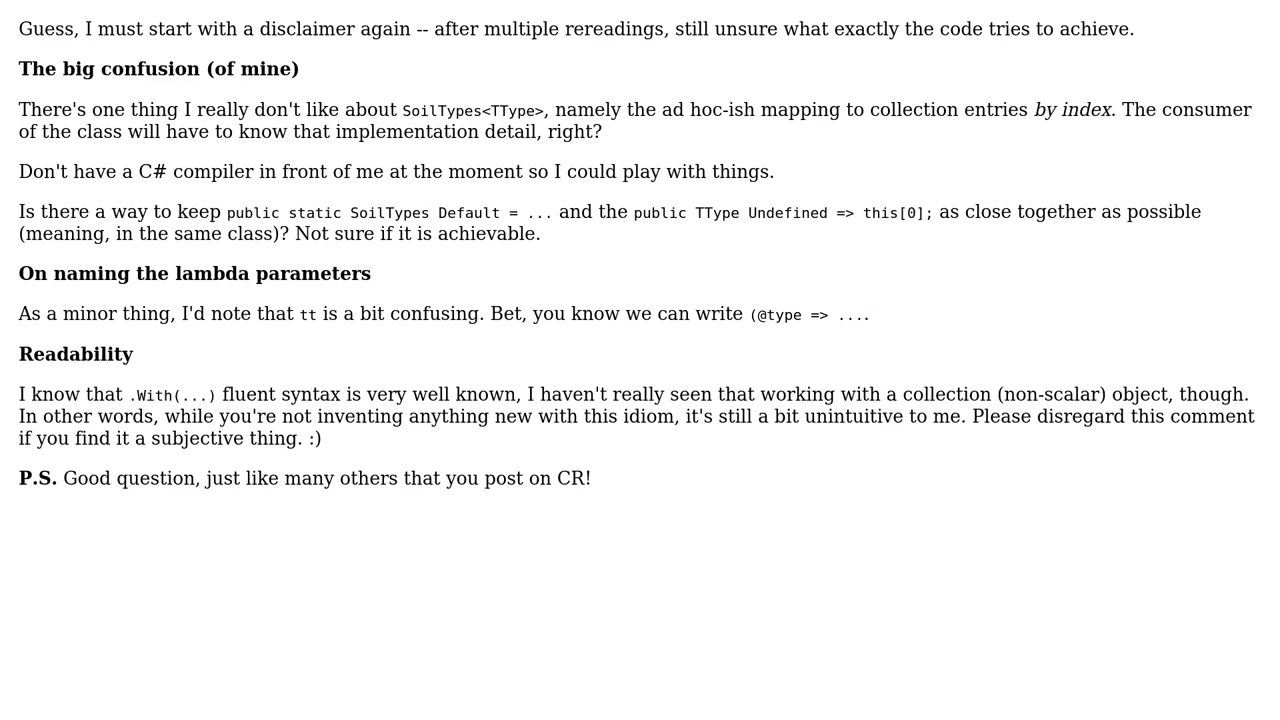 Guess, I must start with a disclaimer again -- after multiple rereadings, still unsure what exactly the code tries to achieve.
The big confusion (of mine)
There's one thing I really don't like about SoilTypes<TType>, namely the ad hoc-ish mapping to collection entries by index. The consumer
of the class will have to know that implementation detail, right?
Don't have a C# compiler in front of me at the moment so I could play with things.
Is there a way to keep public static SoilTypes Default = ... and the public TType Undefined => this[0]; as close together as possible
(meaning, in the same class)? Not sure if it is achievable.
On naming the lambda parameters
As a minor thing, I'd note that tt is a bit confusing. Bet, you know we can write (@type => ....
Readability
I know that .With(...) fluent syntax is very well known, I haven't really seen that working with a collection (non-scalar) object, though.
In other words, while you're not inventing anything new with this idiom, it's still a bit unintuitive to me. Please disregard this comment
if you find it a subjective thing. :)
P.S. Good question, just like many others that you post on CR!